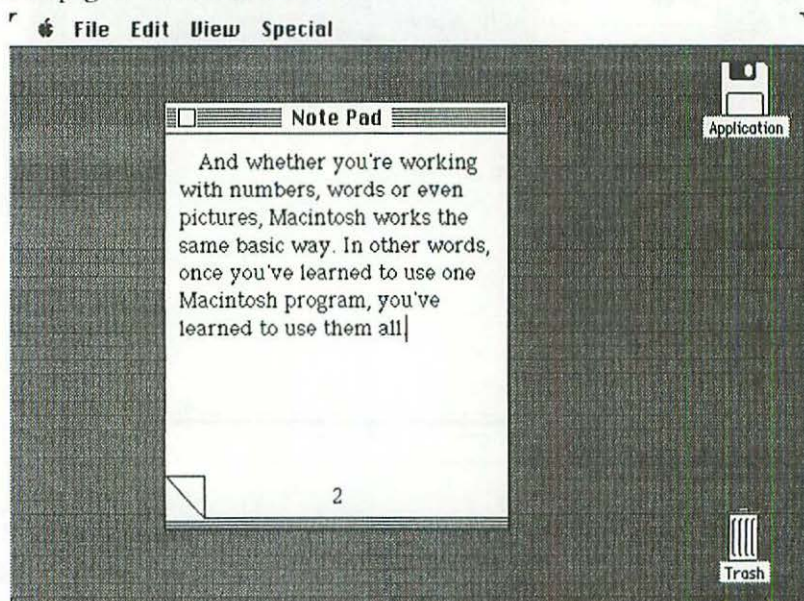 File Edit View Special
Application
Note Pad
And whether you're working
with numbers, words or even
pictures, Macintosh works the
same basic way. In other words,
once you've learned to use one
Macintosh program, you've
learned to use them all
2
Trash